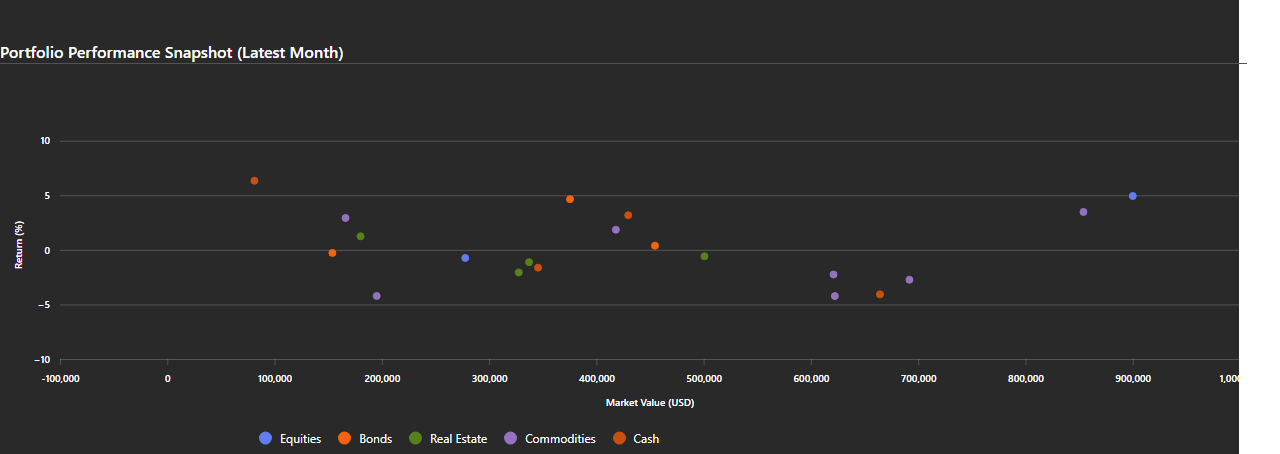 Portfolio Performance Snapshot (Latest Month)
10
5
0
−5
−10
Return (%)
-100,000 0 100,000 200,000 300,000 400,000 500,000 600,000 700,000 800,000 900,000 1,000
Market Value (USD)
Equities Bonds Real Estate Commodities Cash